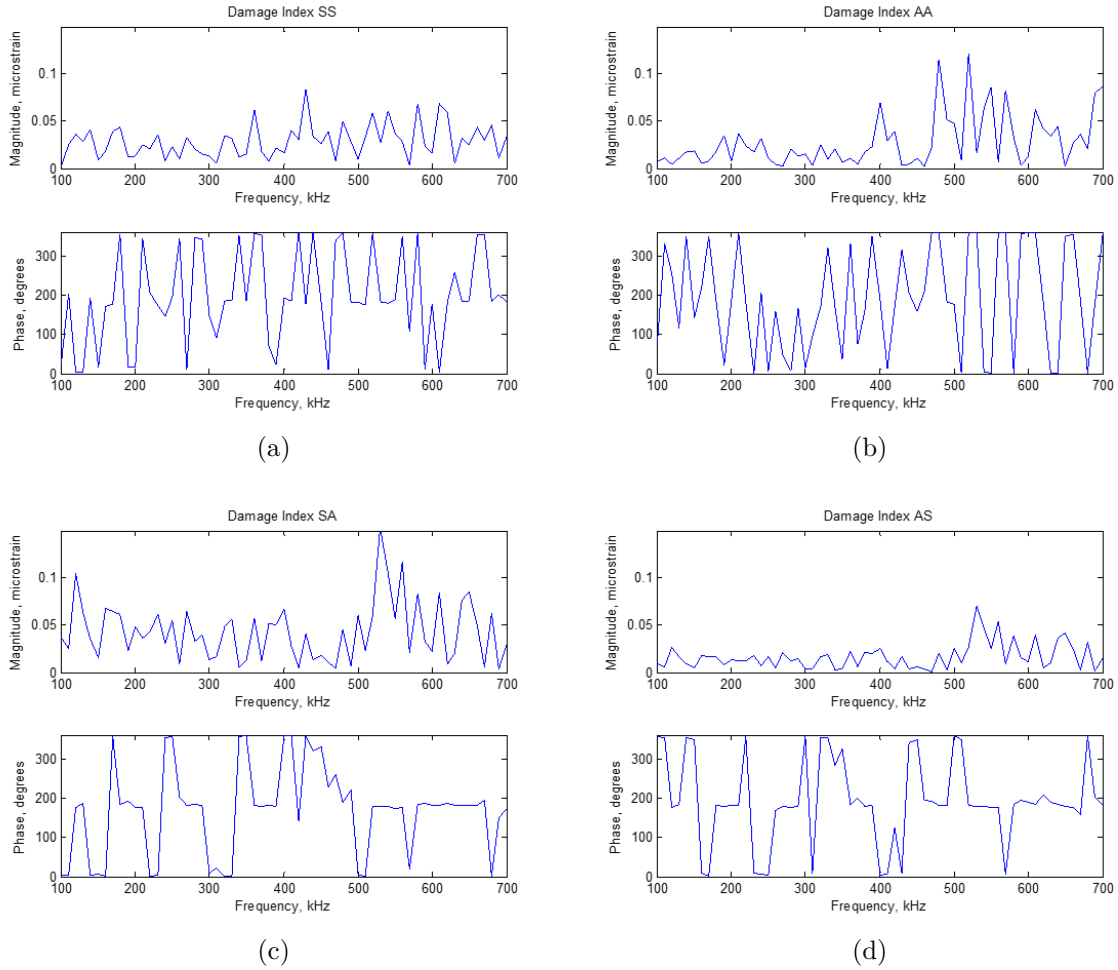 Damage Index SS
Magnitude, microstrain
0.1
0.05
0
100 200 300 400 500 600 700
Frequency, kHz
Phase, degrees
300
200
100
0
100 200 300 400 500 600 700
Frequency, kHz
(a)
Damage Index AA
Magnitude, microstrain
0.1
0.05
0
100 200 300 400 500 600 700
Frequency, kHz
Phase, degrees
300
200
100
0
100 200 300 400 500 600 700
Frequency, kHz
(b)
Damage Index SA
Magnitude, microstrain
0.1
0.05
0
100 200 300 400 500 600 700
Frequency, kHz
Phase, degrees
300
200
100
0
100 200 300 400 500 600 700
Frequency, kHz
(c)
Damage Index AS
Magnitude, microstrain
0.1
0.05
0
100 200 300 400 500 600 700
Frequency, kHz
Phase, degrees
300
200
100
0
100 200 300 400 500 600 700
Frequency, kHz
(d)